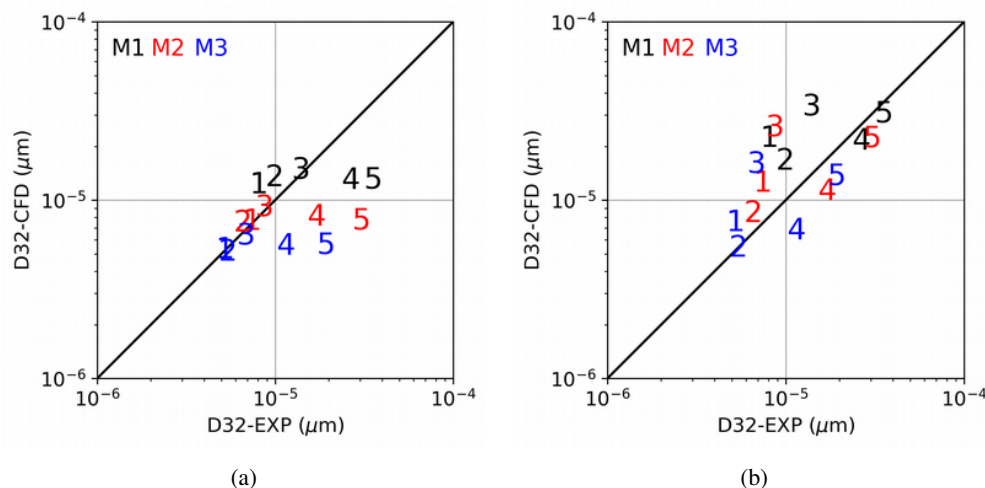 10⁻⁴
M1 M2 M3
D32-CFD (μm)
10⁻⁵
10⁻⁶
1 2 3 4 5
1 2 3 4 5
1 2 3 4 5
10⁻⁶ 10⁻⁵ 10⁻⁴
D32-EXP (μm)
(a)
10⁻⁴
M1 M2 M3
D32-CFD (μm)
10⁻⁵
10⁻⁶
1 2 3 4 5
1 2 3 4 5
1 2 3 4 5
10⁻⁶ 10⁻⁵ 10⁻⁴
D32-EXP (μm)
(b)